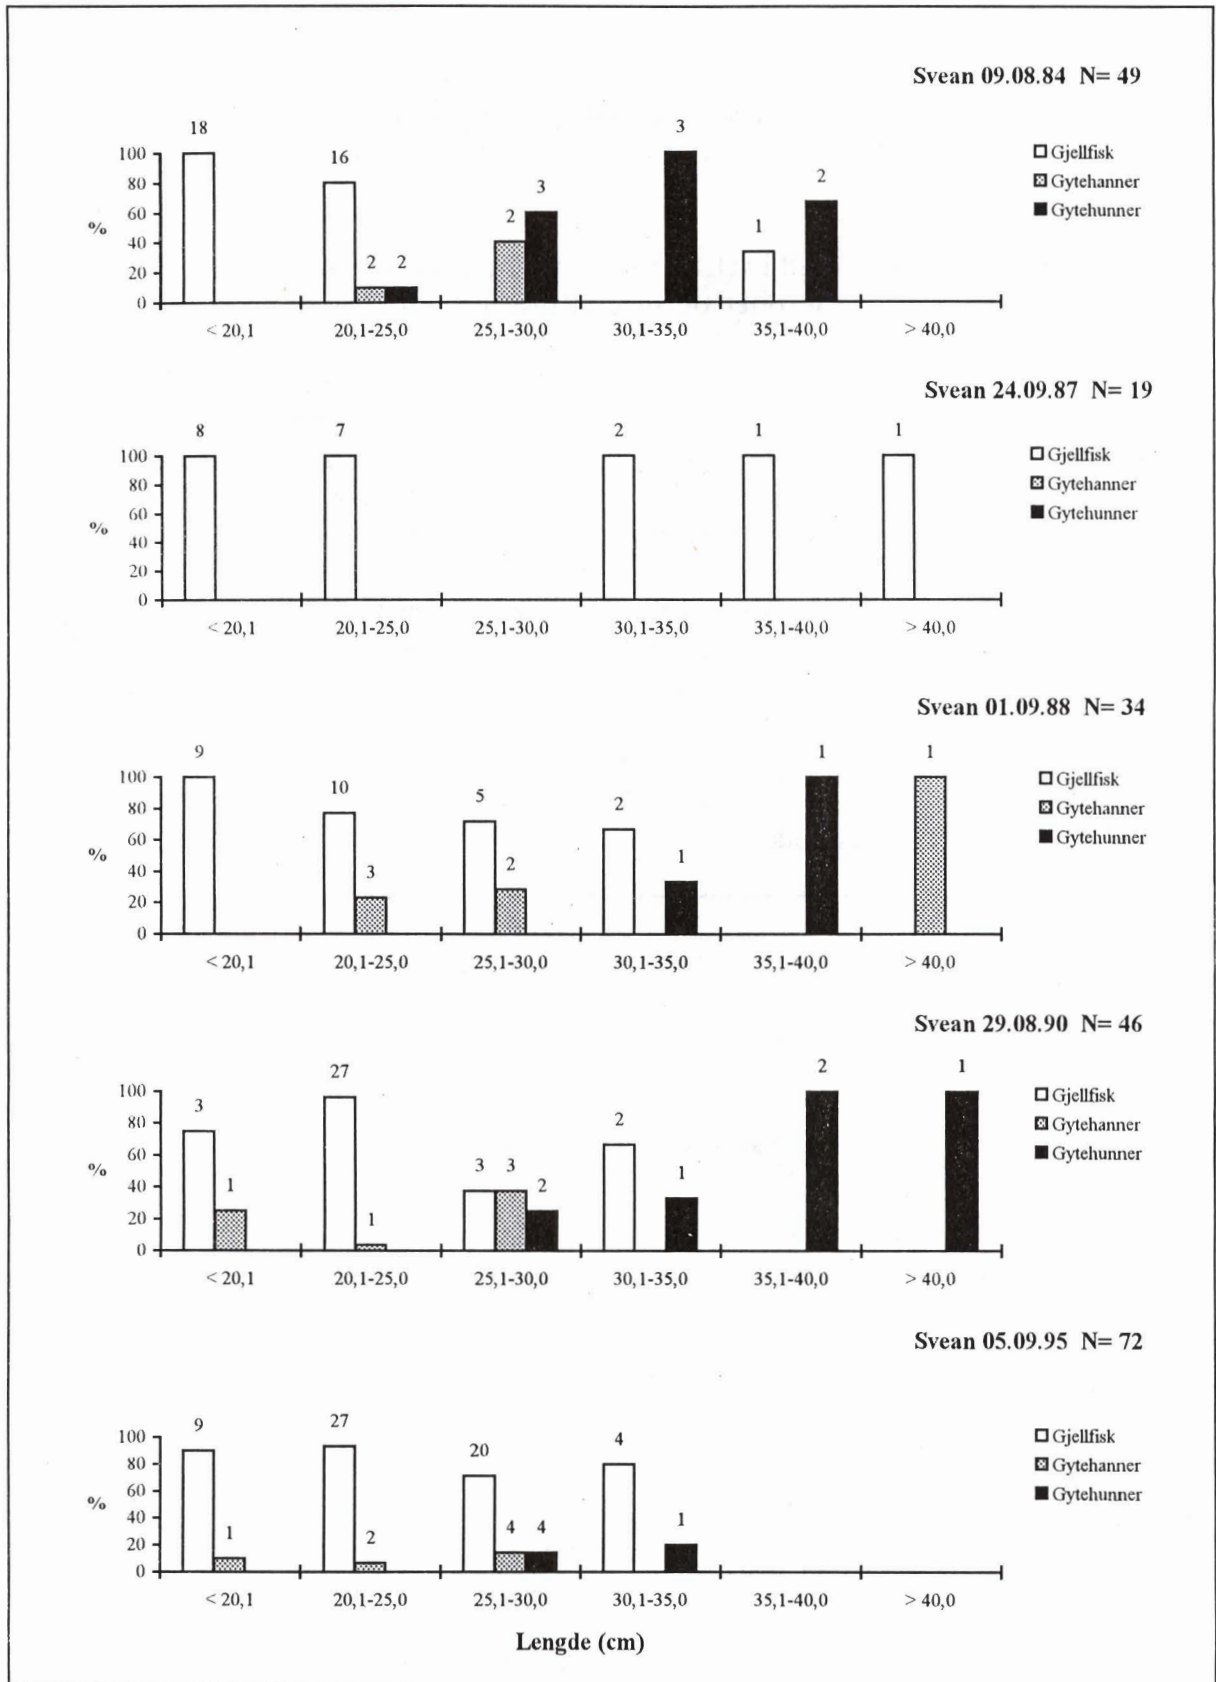 Svean 09.08.84 N= 49
18
16
2 2
2 3
3
1 2
100
80
60
40
20
0
%
Gjellfisk
Gytehanner
Gytehunner
< 20,1 20,1-25,0 25,1-30,0 30,1-35,0 35,1-40,0 > 40,0
Svean 24.09.87 N= 19
8 7 2 1 1
100
80
60
40
20
0
%
Gjellfisk
Gytehanner
Gytehunner
< 20,1 20,1-25,0 25,1-30,0 30,1-35,0 35,1-40,0 > 40,0
Svean 01.09.88 N= 34
9
10 3
5 2
2 1
1
1
100
80
60
40
20
0
%
Gjellfisk
Gytehanner
Gytehunner
< 20,1 20,1-25,0 25,1-30,0 30,1-35,0 35,1-40,0 > 40,0
Svean 29.08.90 N= 46
3 1
27 1
3 3 2
2 1
2
1
100
80
60
40
20
0
%
Gjellfisk
Gytehanner
Gytehunner
< 20,1 20,1-25,0 25,1-30,0 30,1-35,0 35,1-40,0 > 40,0
Svean 05.09.95 N= 72
9 1
27 2
20 4 4
4 1
100
80
60
40
20
0
%
Gjellfisk
Gytehanner
Gytehunner
< 20,1 20,1-25,0 25,1-30,0 30,1-35,0 35,1-40,0 > 40,0
Lengde (cm)